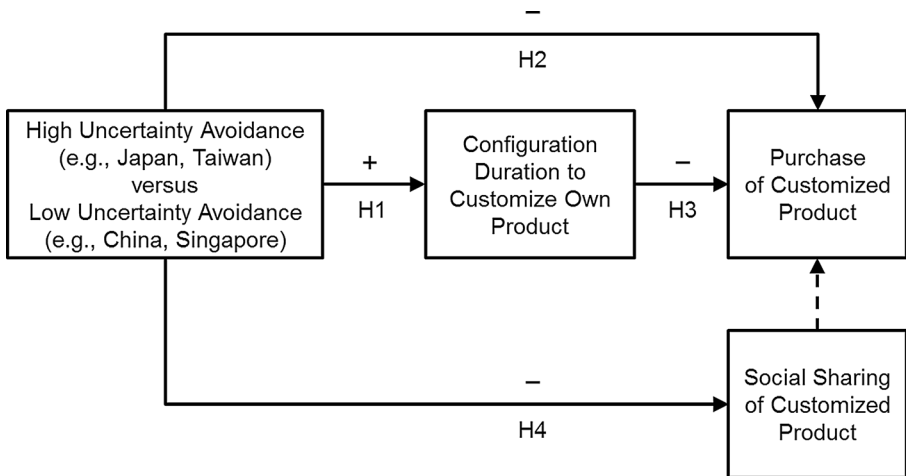 –
H2
High Uncertainty Avoidance
(e.g., Japan, Taiwan)
versus
Low Uncertainty Avoidance
(e.g., China, Singapore)
+
H1
Configuration
Duration to
Customize Own
Product
–
H3
Purchase
of Customized
Product
–
H4
Social Sharing
of Customized
Product